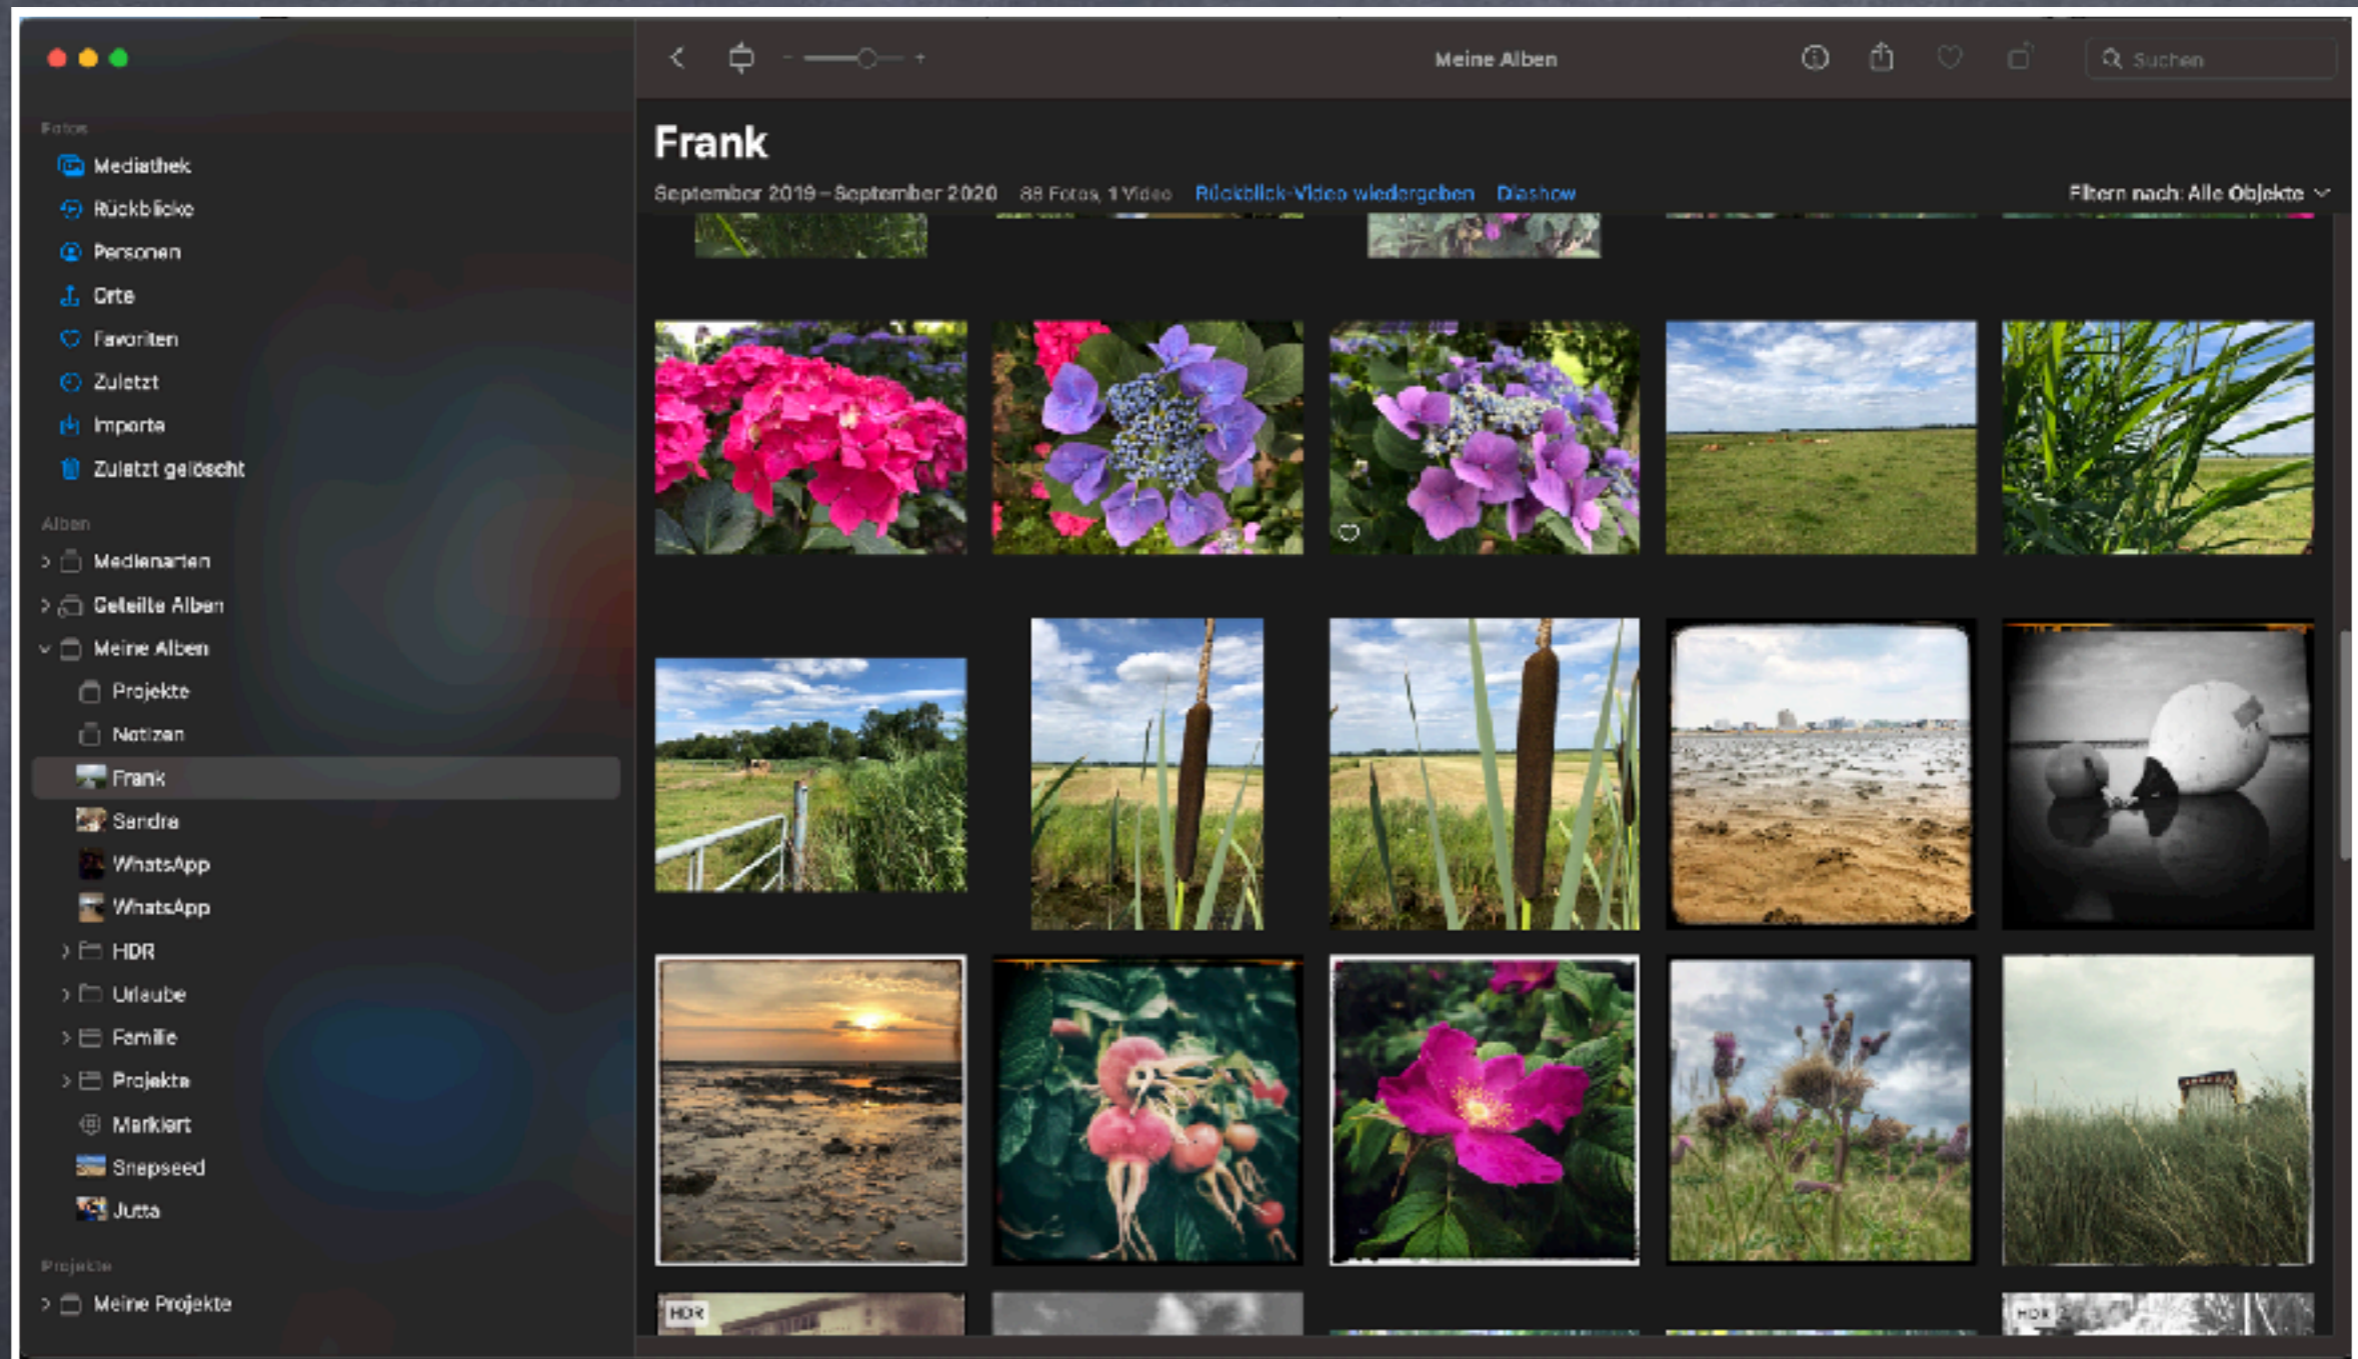 Fotos
Mediathek
Rückblicke
Personen
Orte
Favoriten
Zuletzt
Importe
Zuletzt gelöscht
Alben
Medienarten
Geteilte Alben
Meine Alben
Projekte
Notizen
Frank
Sandra
WhatsApp
WhatsApp
HDR
Urlaube
Familie
Projekte
Markiert
Snapseed
Jutta
Projekte
Meine Projekte
Meine Alben
Suchen
Frank
September 2019–September 2020 88 Fotos, 1 Video Rückblick-Video wiedergeben Diashow
Filtern nach: Alle Objekte
HDR
HDR